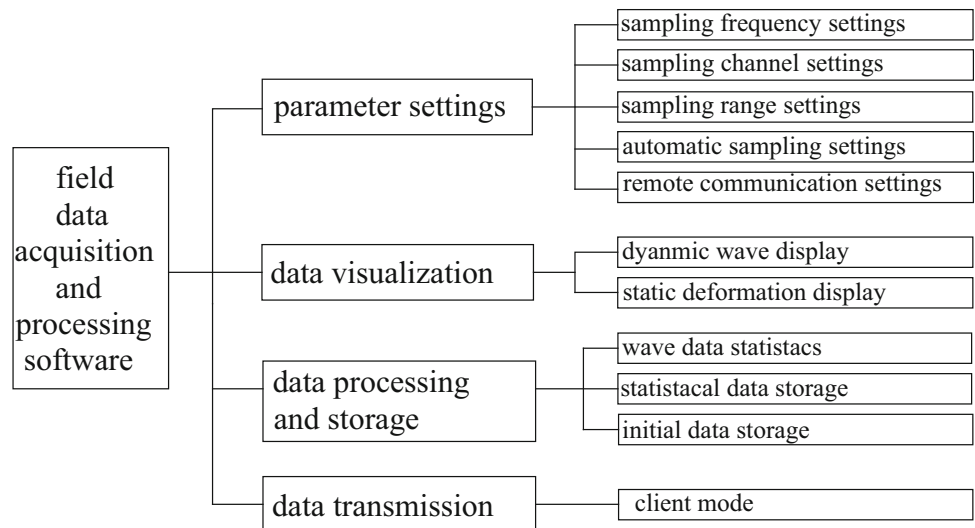 field
data
acquisition
and
processing
software
parameter settings
sampling frequency settings
sampling channel settings
sampling range settings
automatic sampling settings
remote communication settings
data visualization
dyanmic wave display
static deformation display
data processing
and storage
wave data statistacs
statistacal data storage
initial data storage
data transmission
client mode